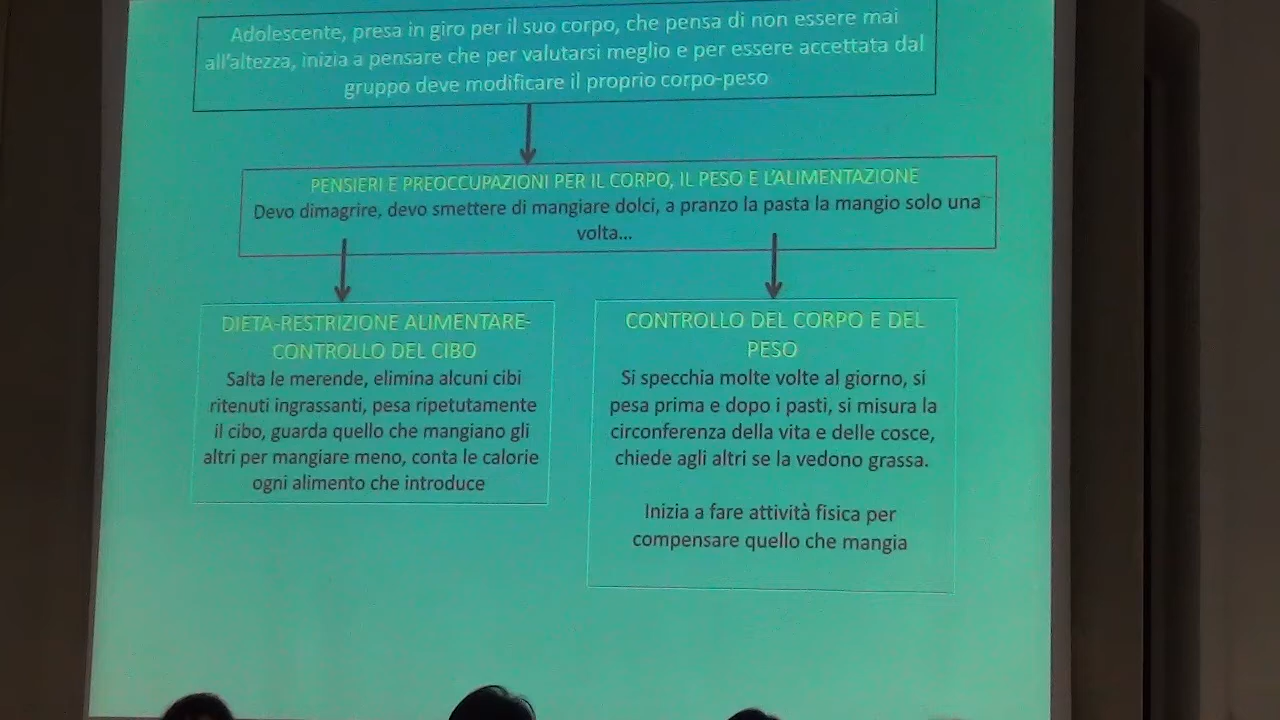 Adolescente, presa in giro per il suo corpo, che pensa di non essere mai
all'altezza, inizia a pensare che per valutarsi meglio e per essere accettata dal
gruppo deve modificare il proprio corpo-peso
PENSIERI E PREOCCUPAZIONI PER IL CORPO, IL PESO E L'ALIMENTAZIONE
Devo dimagrire, devo smettere di mangiare dolci, a pranzo la pasta la mangio solo una
volta...
DIETA-RESTRIZIONE ALIMENTARE-
CONTROLLO DEL CIBO
Salta le merende, elimina alcuni cibi
ritenuti ingrassanti, pesa ripetutamente
il cibo, guarda quello che mangiano gli
altri per mangiare meno, conta le calorie
ogni alimento che introduce
CONTROLLO DEL CORPO E DEL
PESO
Si specchia molte volte al giorno, si
pesa prima e dopo i pasti, si misura la
circonferenza della vita e delle cosce,
chiede agli altri se la vedono grassa.
Inizia a fare attività fisica per
compensare quello che mangia